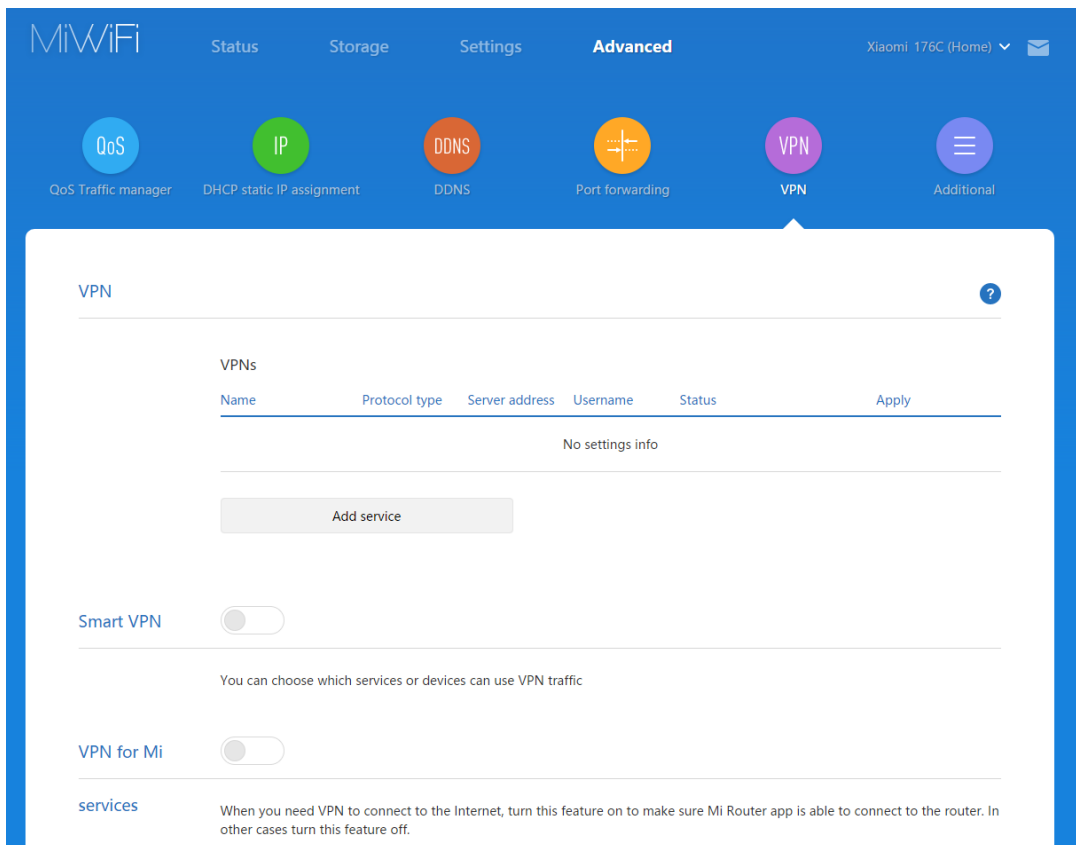 MiWiFi
Status Storage Settings Advanced Xiaomi 176C (Home)
QoS IP DDNS VPN
QoS Traffic manager DHCP static IP assignment DDNS Port forwarding VPN Additional
VPN ?
VPNs
Name Protocol type Server address Username Status Apply
No settings info
Add service
Smart VPN
You can choose which services or devices can use VPN traffic
VPN for Mi
services
When you need VPN to connect to the Internet, turn this feature on to make sure Mi Router app is able to connect to the router. In
other cases turn this feature off.